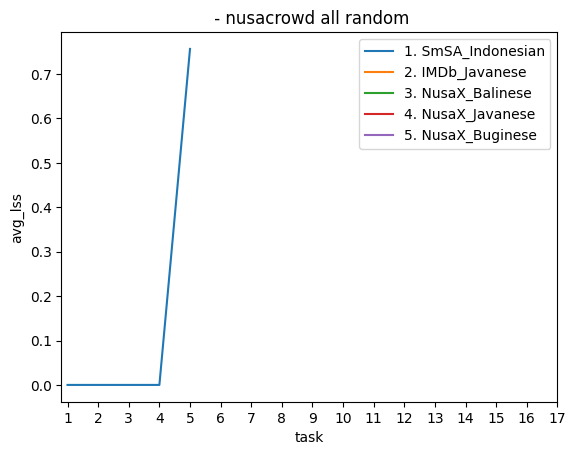 - nusacrowd all random
1. SmSA_Indonesian
2. IMDb_Javanese
3. NusaX_Balinese
4. NusaX_Javanese
5. NusaX_Buginese
avg_lss
0.7
0.6
0.5
0.4
0.3
0.2
0.1
0.0
1 2 3 4 5 6 7 8 9 10 11 12 13 14 15 16 17
task